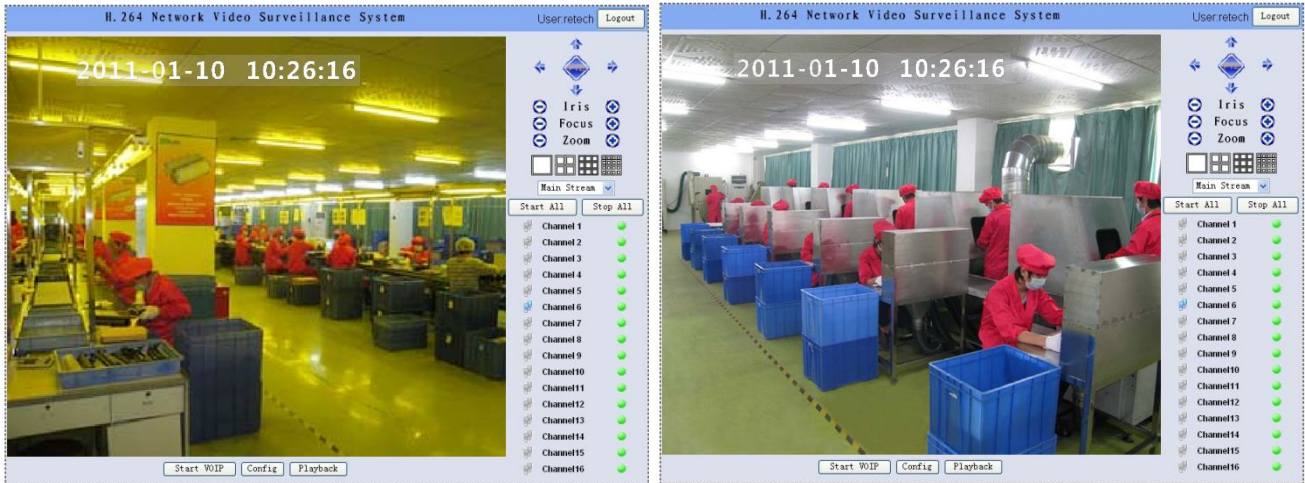 H.264 Network Video Surveillance System
User:retech
Logout
2011-01-10 10:26:16
Iris
Focus
Zoom
Main Stream
Start All
Stop All
Channel 1
Channel 2
Channel 3
Channel 4
Channel 5
Channel 6
Channel 7
Channel 8
Channel 9
Channel10
Channel11
Channel12
Channel13
Channel14
Channel15
Channel16
Start VOIP
Config
Playback
H.264 Network Video Surveillance System
User:retech
Logout
2011-01-10 10:26:16
Iris
Focus
Zoom
Main Stream
Start All
Stop All
Channel 1
Channel 2
Channel 3
Channel 4
Channel 5
Channel 6
Channel 7
Channel 8
Channel 9
Channel10
Channel11
Channel12
Channel13
Channel14
Channel15
Channel16
Start VOIP
Config
Playback